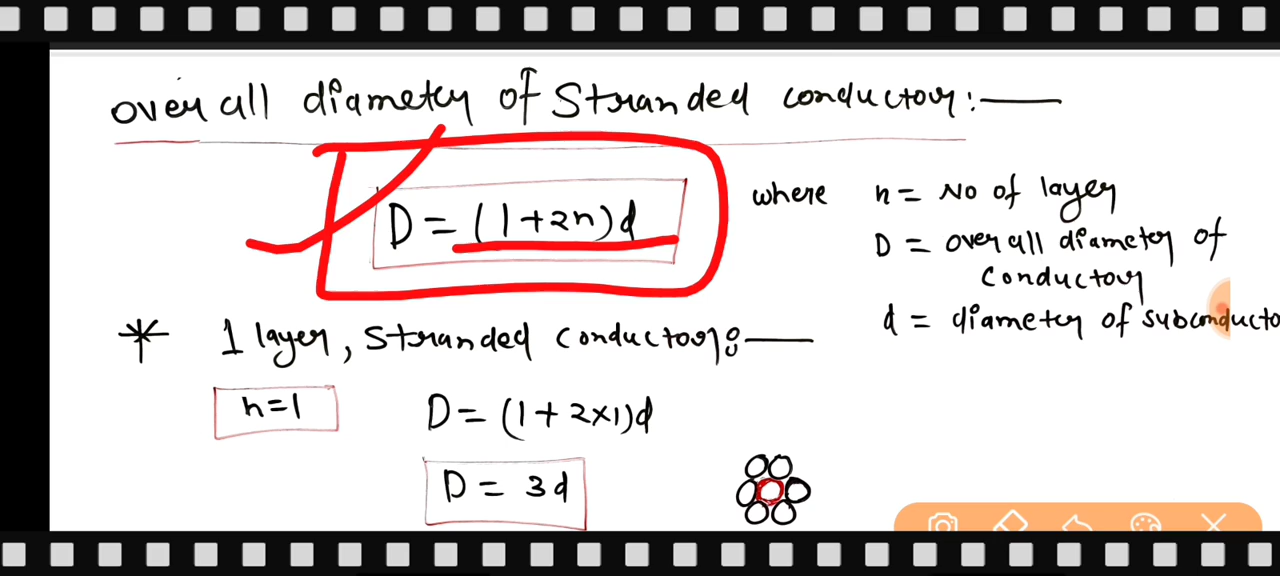 over all diameter of Stranded conductor:—
D = (1+2n)d
where n = No of layer
D = over all diameter of
Conductor
d = diameter of subconducto
* 1 layer, Stranded Conductor:—
n=1 D = (1 + 2×1)d
D = 3d